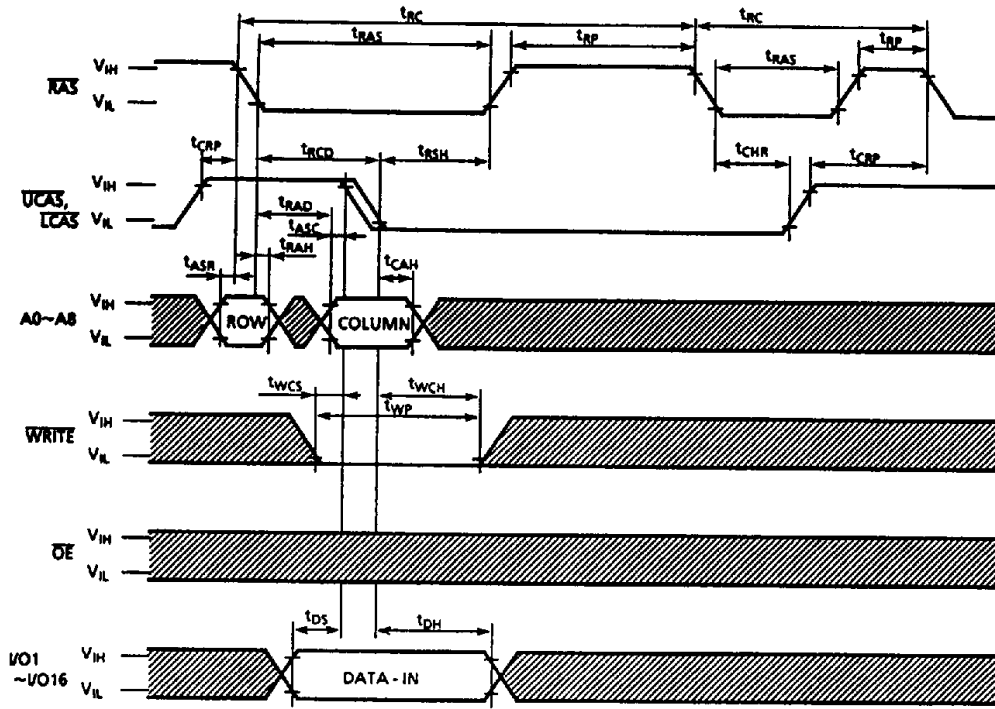 tRC tRC
tRAS tRP tRP
tRAS
RAS VIH
VIL
tCRP tRCD tRSH tCHR tCRP
UCAS, VIH
LCAS VIL
tRAD
tASC
tRAH
tASR tCAH
A0~A8 VIH
VIL
ROW COLUMN
tWCS tWCH
tWP
WRITE VIH
VIL
OE VIH
VIL
tDS tDH
I/O1 VIH
~I/O16 VIL
DATA - IN